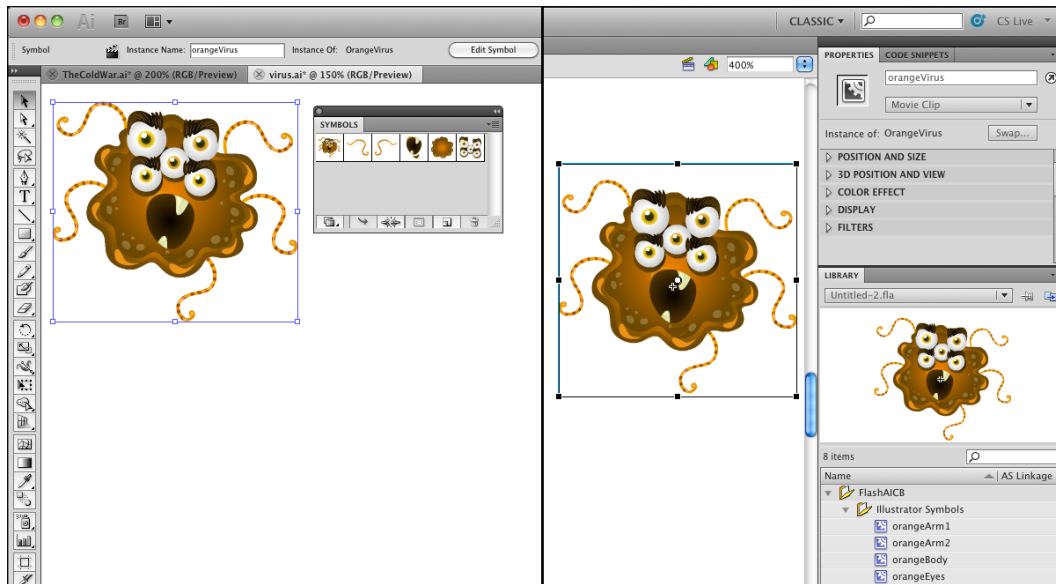 Ai
Br
Symbol
Instance Name:
orangeVirus
Instance Of:
OrangeVirus
Edit Symbol
TheColdWar.ai* @ 200% (RGB/Preview)
virus.ai* @ 150% (RGB/Preview)
SYMBOLS
T
CLASSIC
CS Live
400%
PROPERTIES
CODE SNIPPETS
orangeVirus
Movie Clip
Instance of:
OrangeVirus
Swap...
POSITION AND SIZE
3D POSITION AND VIEW
COLOR EFFECT
DISPLAY
FILTERS
LIBRARY
Untitled-2.fla
8 items
Name
AS Linkage
FlashAICB
Illustrator Symbols
orangeArm1
orangeArm2
orangeBody
orangeEyes